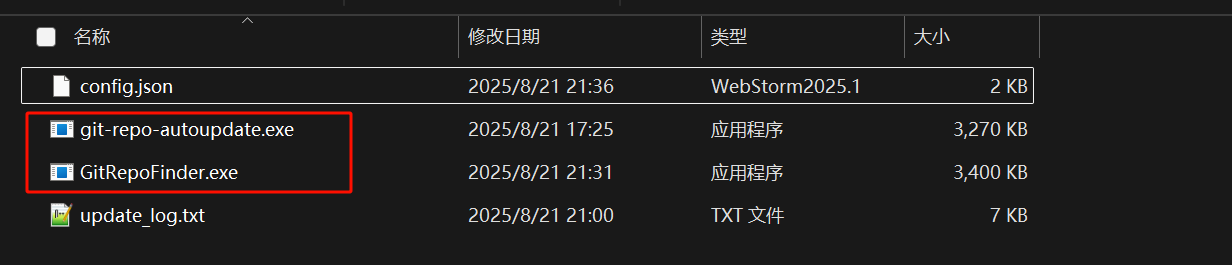 名称 修改日期 类型 大小
config.json 2025/8/21 21:36 WebStorm2025.1 2 KB
git-repo-autoupdate.exe 2025/8/21 17:25 应用程序 3,270 KB
GitRepoFinder.exe 2025/8/21 21:31 应用程序 3,400 KB
update_log.txt 2025/8/21 21:00 TXT 文件 7 KB